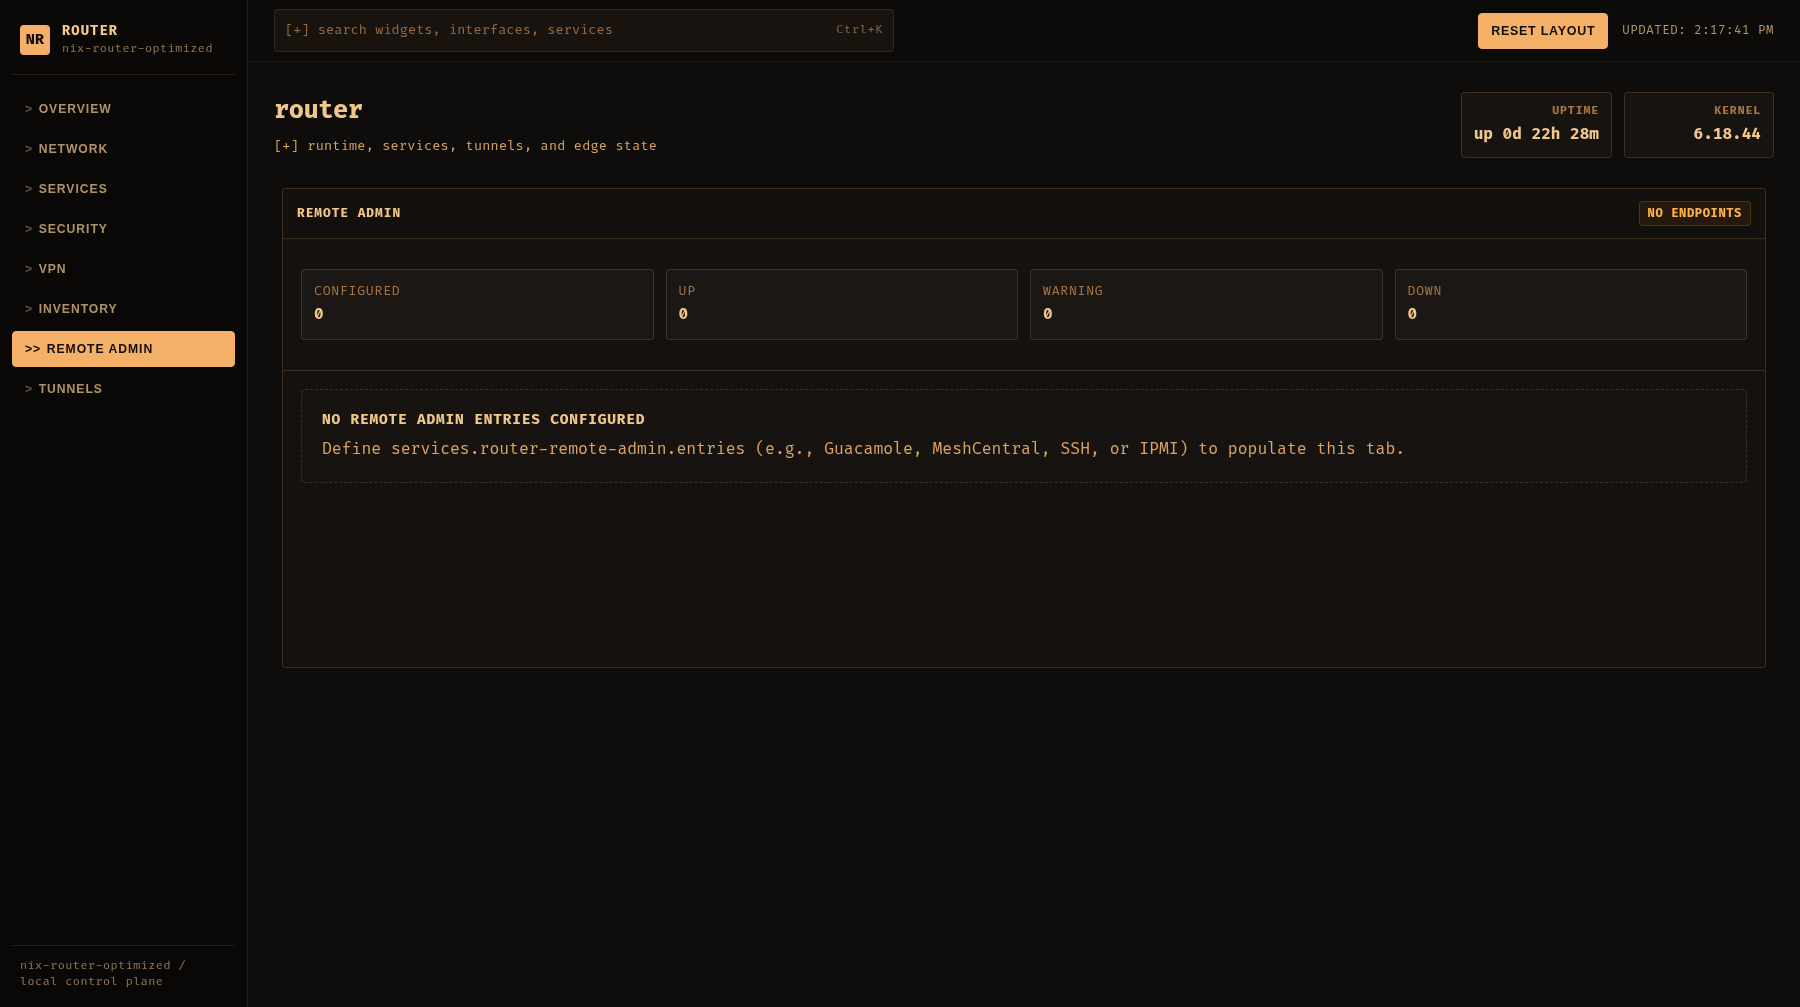 NR
ROUTER
nix-router-optimized
> OVERVIEW
> NETWORK
> SERVICES
> SECURITY
> VPN
> INVENTORY
>> REMOTE ADMIN
> TUNNELS
nix-router-optimized /
local control plane
[+] search widgets, interfaces, services Ctrl+K
RESET LAYOUT
UPDATED: 2:17:41 PM
router
[+] runtime, services, tunnels, and edge state
UPTIME
up 0d 22h 28m
KERNEL
6.18.44
REMOTE ADMIN
NO ENDPOINTS
CONFIGURED
0
UP
0
WARNING
0
DOWN
0
NO REMOTE ADMIN ENTRIES CONFIGURED
Define services.router-remote-admin.entries (e.g., Guacamole, MeshCentral, SSH, or IPMI) to populate this tab.